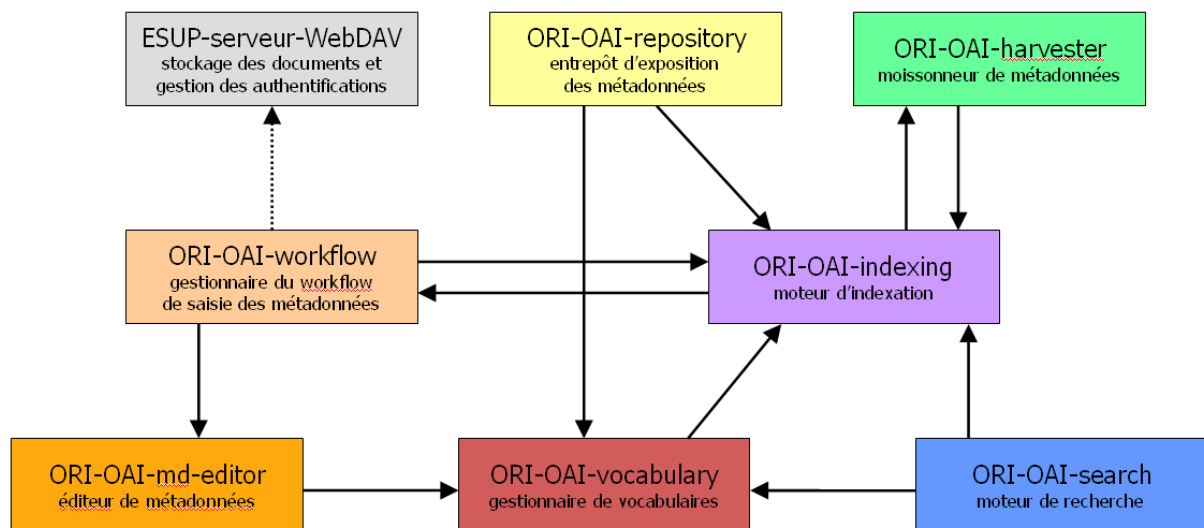 ESUP-serveur-WebDAV
stockage des documents et
gestion des authentifications
ORI-OAI-repository
entrepôt d'exposition
des métadonnées
ORI-OAI-harvester
moissonneur de métadonnées
ORI-OAI-workflow
gestionnaire du workflow
de saisie des métadonnées
ORI-OAI-indexing
moteur d'indexation
ORI-OAI-md-editor
éditeur de métadonnées
ORI-OAI-vocabulary
gestionnaire de vocabulaires
ORI-OAI-search
moteur de recherche